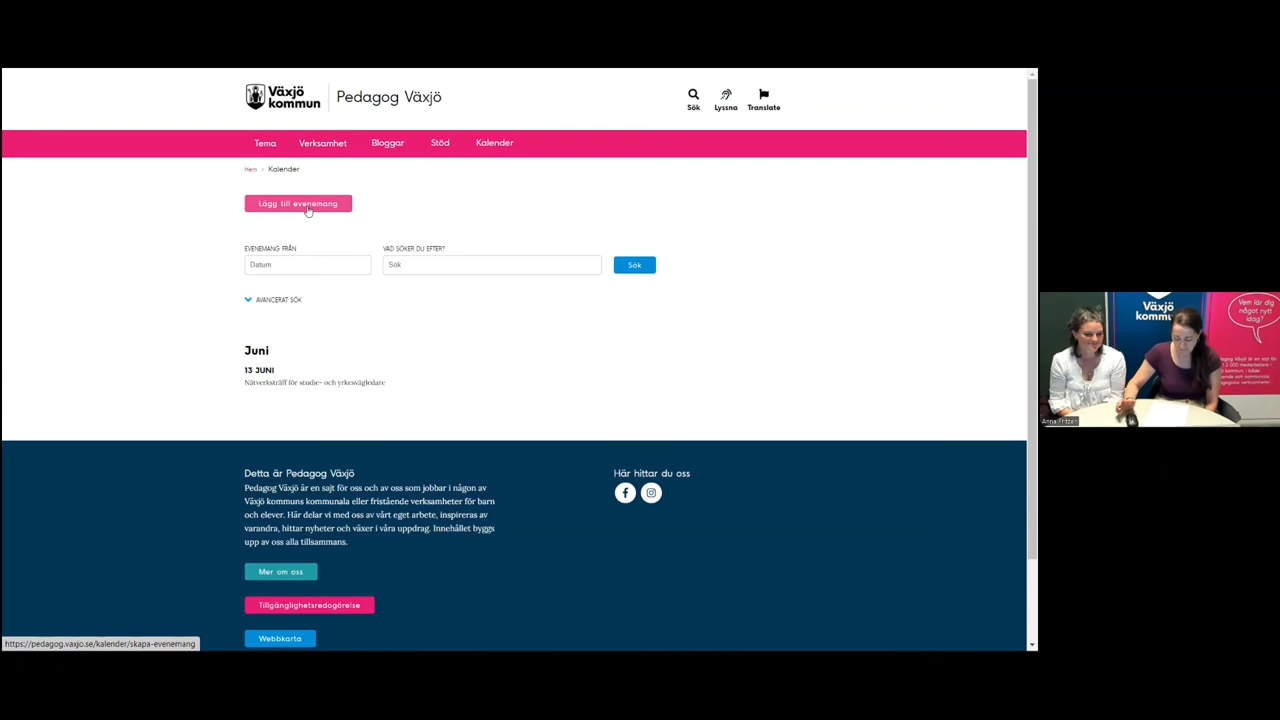 Växjö
kommun
Pedagog Växjö
Sök
Lyssna
Translate
Tema
Verksamhet
Bloggar
Stöd
Kalender
Hem › Kalender
Lägg till evenemang
EVENEMANG FRÅN
VAD SÖKER DU EFTER?
Datum
Sök
Sök
AVANCERAT SÖK
Juni
13 JUNI
Nätverksträff för studie- och yrkesvägledare
Detta är Pedagog Växjö
Pedagog Växjö är en sajt för oss och av oss som jobbar i någon av
Växjö kommuns kommunala eller fristående verksamheter för barn
och elever. Här delar vi med oss av vårt eget arbete, inspireras av
varandra, hittar nyheter och växer i våra uppdrag. Innehållet byggs
upp av oss alla tillsammans.
Här hittar du oss
Mer om oss
Tillgänglighetsredogörelse
Webbkarta
https://pedagog.vaxjo.se/kalender/skapa-evenemang
Växjö
Vem lär dig
något nytt
idag?
Anna Fritzén